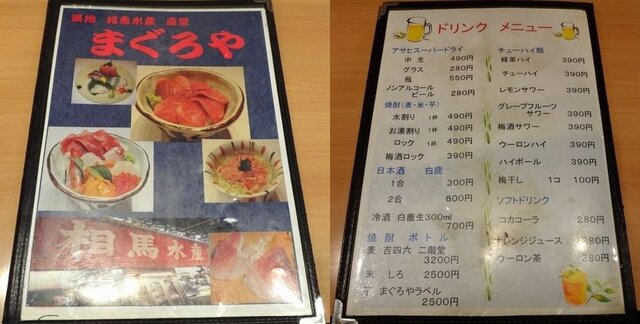 築地 相馬水産 直営
まぐろや
相馬水産
ドリンク メニュー
アサヒスーパードライ
中生 490円
グラス 280円
瓶 550円
ノンアルコール
ビール 280円
焼酎(麦・米・芋)
水割り 1杯 490円
お湯割り 1杯 490円
ロック 1杯 490円
梅酒ロック 390円
日本酒 白鹿
1合 300円
2合 600円
冷酒 白鹿生300㎖
700円
焼酎 ボトル
麦 吉四六 二階堂
3200円
米 しろ 2500円
芋 まぐろやラベル
2500円
チューハイ類
緑茶ハイ 390円
チューハイ 390円
レモンサワー 390円
グレープフルーツ
サワー 390円
梅酒サワー 390円
ウーロンハイ 390円
ハイボール 390円
梅干し 1コ 100円
ソフトドリンク
コカコーラ 280円
オレンジジュース 280円
ウーロン茶 280円